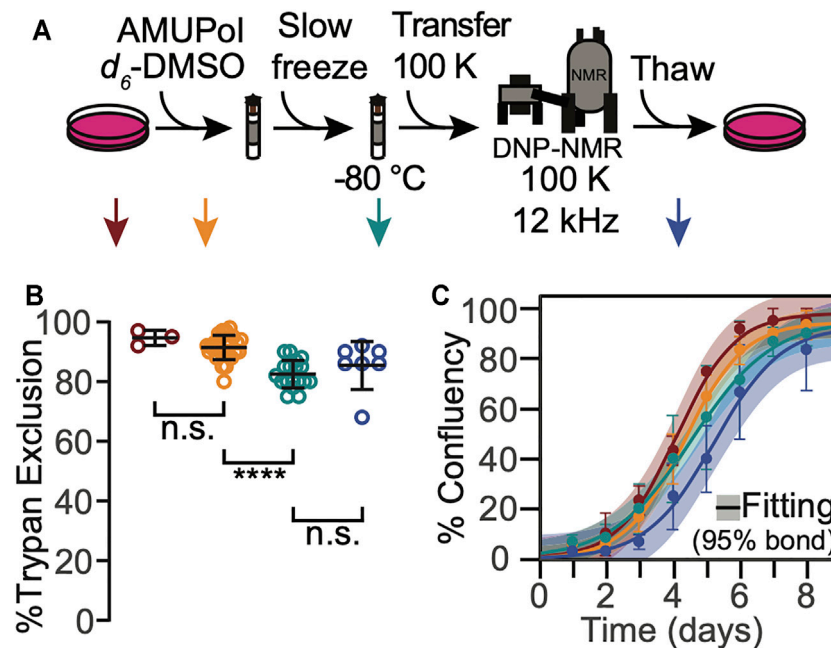 A
AMUPol
d6-DMSO
Slow
freeze
Transfer
100 K
NMR
Thaw
DNP-NMR
-80 °C
100 K
12 kHz
B
%Trypan Exclusion
100
80
60
40
20
0
n.s.
****
n.s.
C
% Confluency
100
80
60
40
20
0
Fitting
(95% bond)
0 2 4 6 8
Time (days)